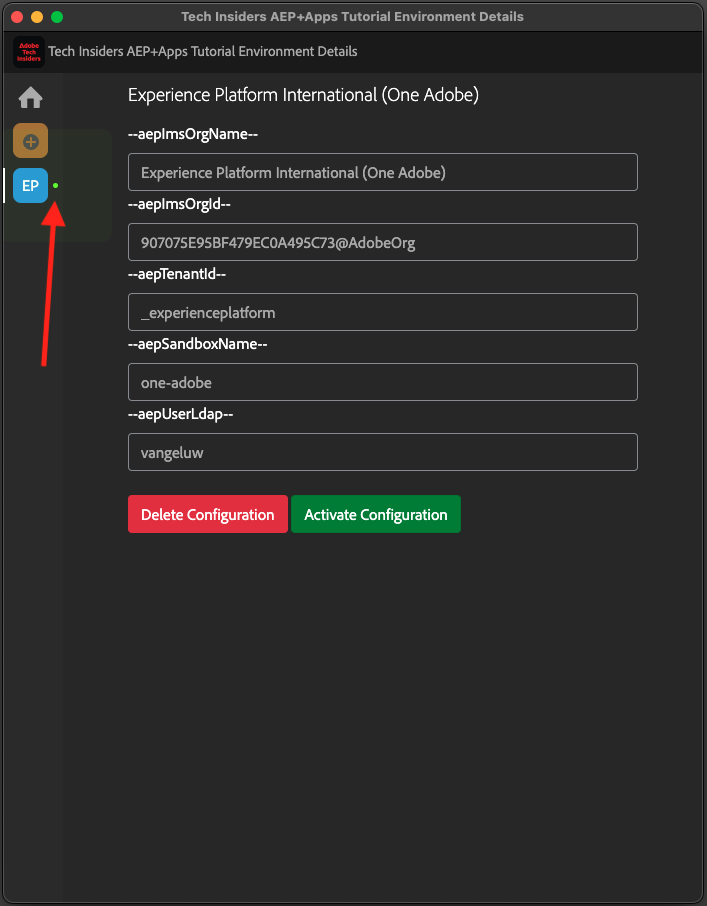 Tech Insiders AEP+Apps Tutorial Environment Details
Adobe
Tech
Insiders
Tech Insiders AEP+Apps Tutorial Environment Details
Experience Platform International (One Adobe)
--aepImsOrgName--
Experience Platform International (One Adobe)
EP
--aepImsOrgId--
907075E95BF479EC0A495C73@AdobeOrg
--aepTenantId--
_experienceplatform
--aepSandboxName--
one-adobe
--aepUserLdap--
vangeluw
Delete Configuration
Activate Configuration